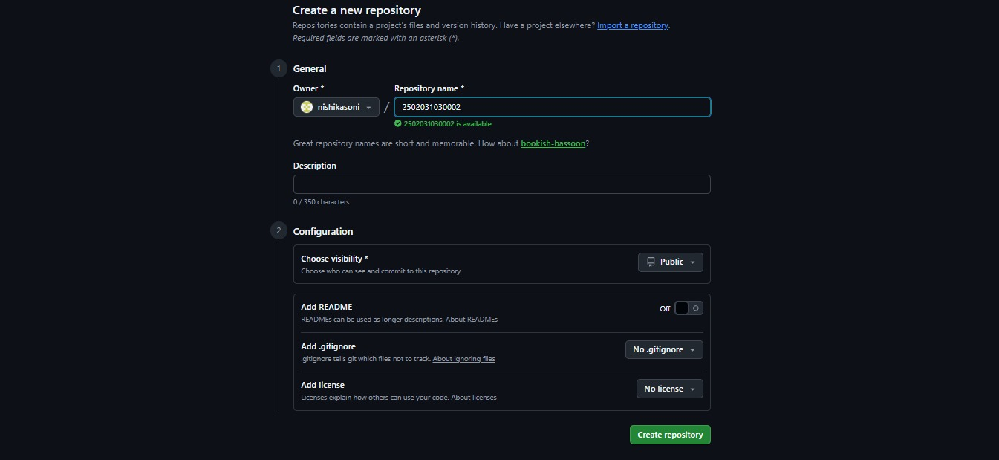 Create a new repository
Repositories contain a project's files and version history. Have a project elsewhere? Import a repository.
Required fields are marked with an asterisk (*).
1 General
Owner * Repository name *
nishikasoni / 2502031030002
2502031030002 is available.
Great repository names are short and memorable. How about bookish-bassoon?
Description
0 / 350 characters
2 Configuration
Choose visibility * Public
Choose who can see and commit to this repository
Add README Off
READMEs can be used as longer descriptions. About READMEs
Add .gitignore No .gitignore
.gitignore tells git which files not to track. About ignoring files
Add license No license
Licenses explain how others can use your code. About licenses
Create repository